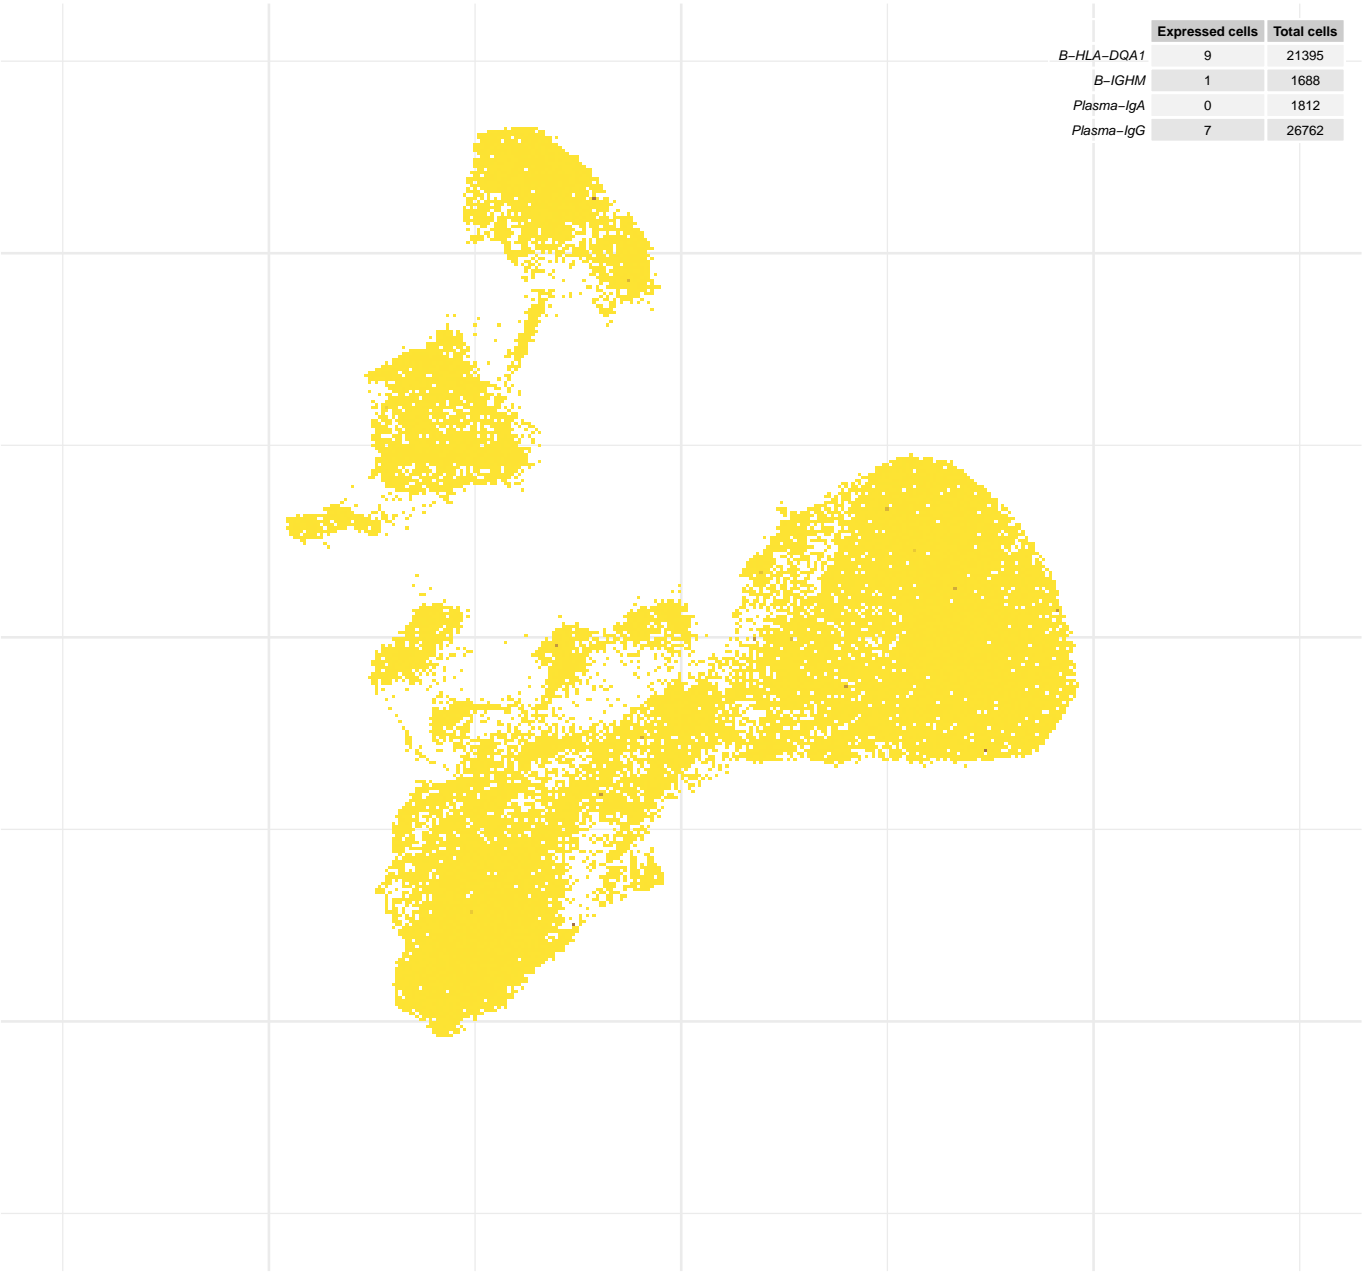 Expressed cells Total cells
B−HLA−DQA1 9 21395
B−IGHM 1 1688
Plasma−IgA 0 1812
Plasma−IgG 7 26762